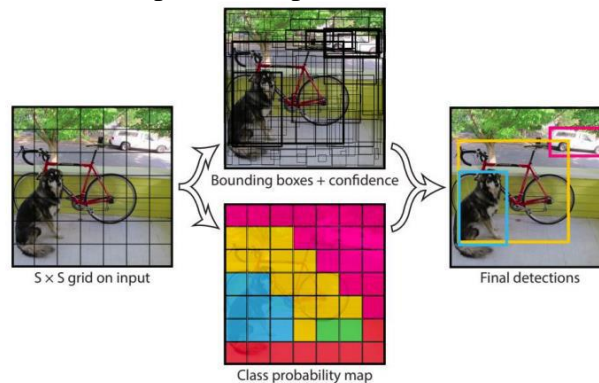 S × S grid on input
Bounding boxes + confidence
Class probability map
Final detections